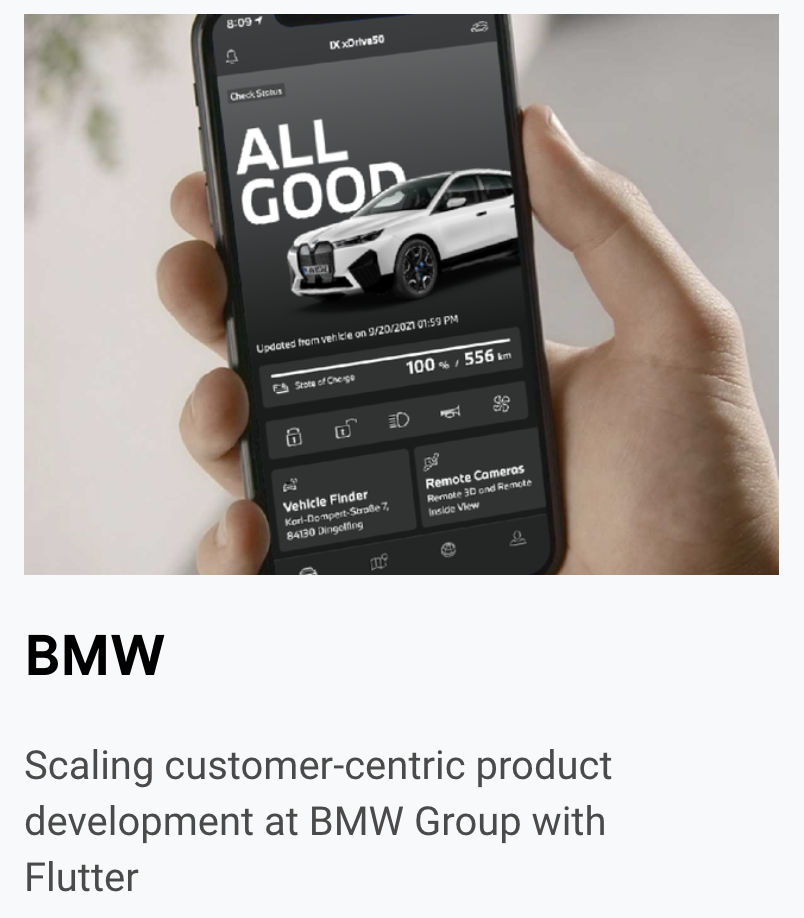 8:09
iX xDrive50
Check Status
ALL
GOOD
Updated from vehicle on 9/20/2021 01:59 PM
State of Charge
100 % / 556 km
Vehicle Finder
Karl-Dompert-Straße 7,
84130 Dingolfing
Remote Cameras
Remote 3D and Remote
Inside View
BMW
Scaling customer-centric product
development at BMW Group with
Flutter